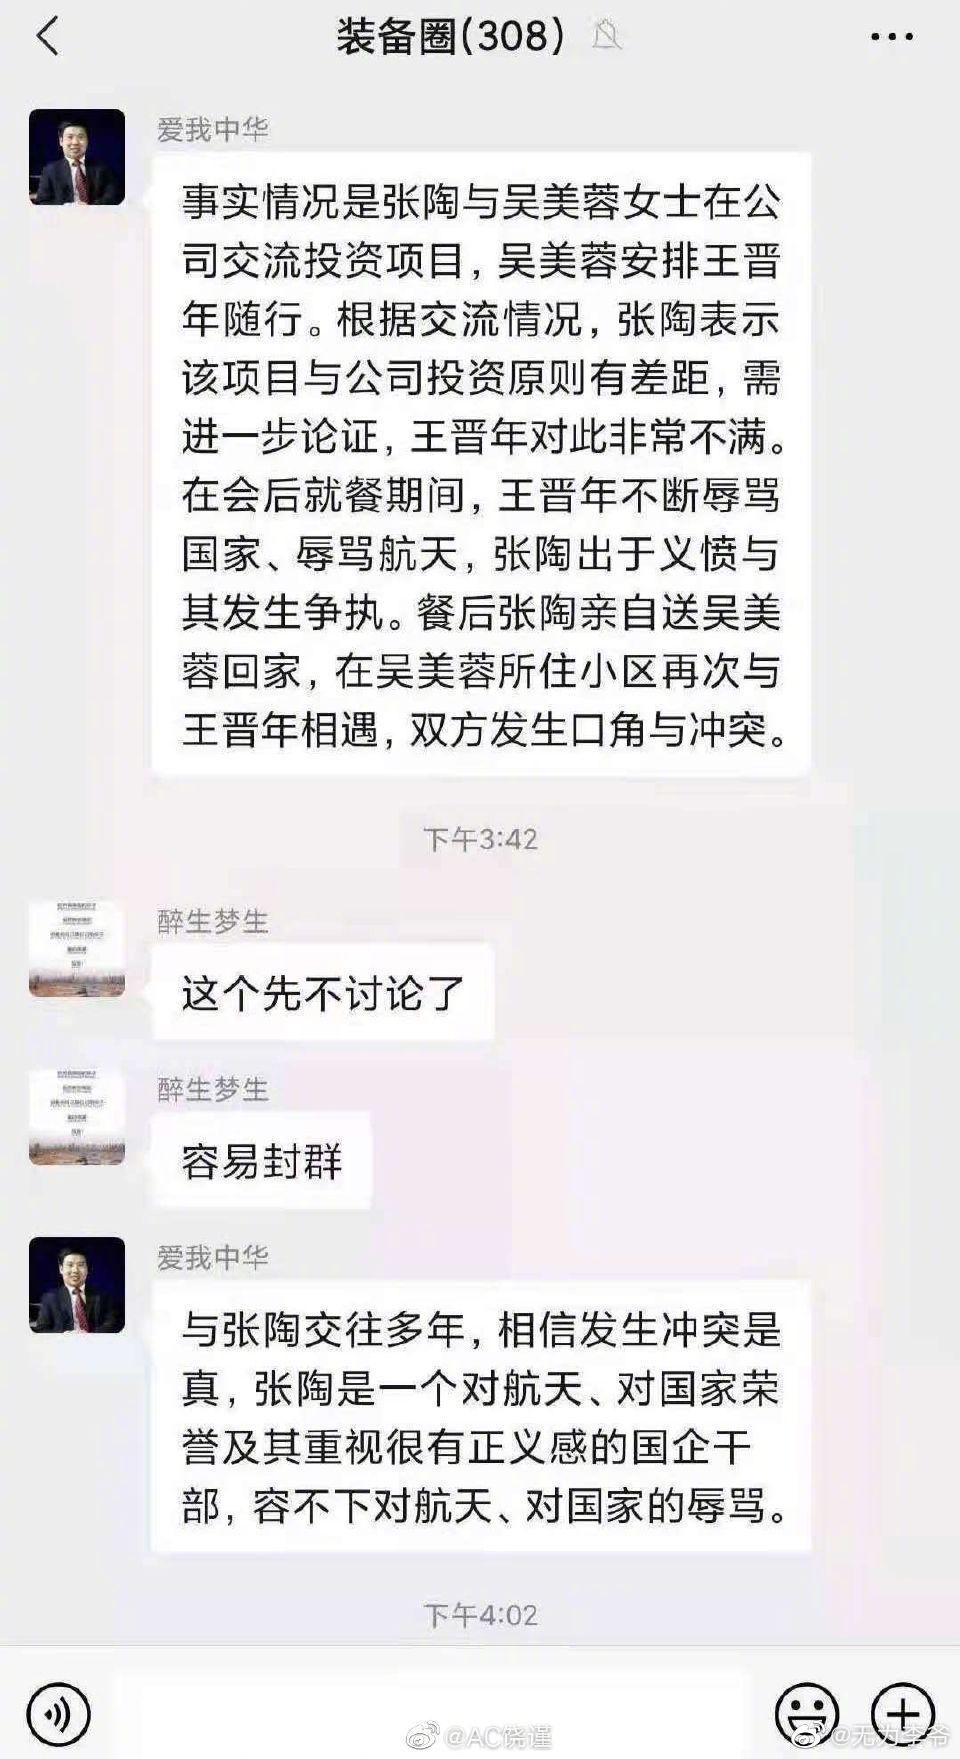 装备圈(308)
爱我中华
事实情况是张陶与吴美蓉女士在公
司交流投资项目，吴美蓉安排王晋
年随行。根据交流情况，张陶表示
该项目与公司投资原则有差距，需
进一步论证，王晋年对此非常不满。
在会后就餐期间，王晋年不断辱骂
国家、辱骂航天，张陶出于义愤与
其发生争执。餐后张陶亲自送吴美
蓉回家，在吴美蓉所住小区再次与
王晋年相遇，双方发生口角与冲突。
下午3:42
醉生梦生
这个先不讨论了
醉生梦生
容易封群
爱我中华
与张陶交往多年，相信发生冲突是
真，张陶是一个对航天、对国家荣
誉及其重视很有正义感的国企干
部，容不下对航天、对国家的辱骂。
下午4:02
@AC饶谨
@无为李爷